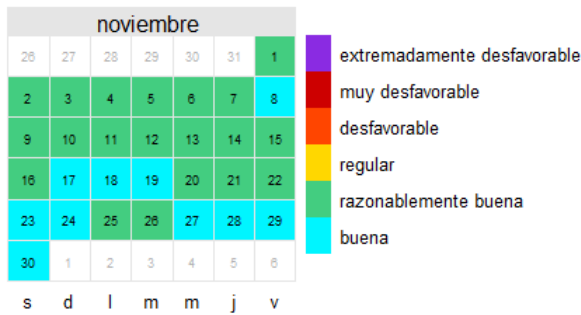 noviembre
26 27 28 29 30 31 1
2 3 4 5 6 7 8
9 10 11 12 13 14 15
16 17 18 19 20 21 22
23 24 25 26 27 28 29
30 1 2 3 4 5 6
s d l m m j v
extremadamente desfavorable
muy desfavorable
desfavorable
regular
razonablemente buena
buena